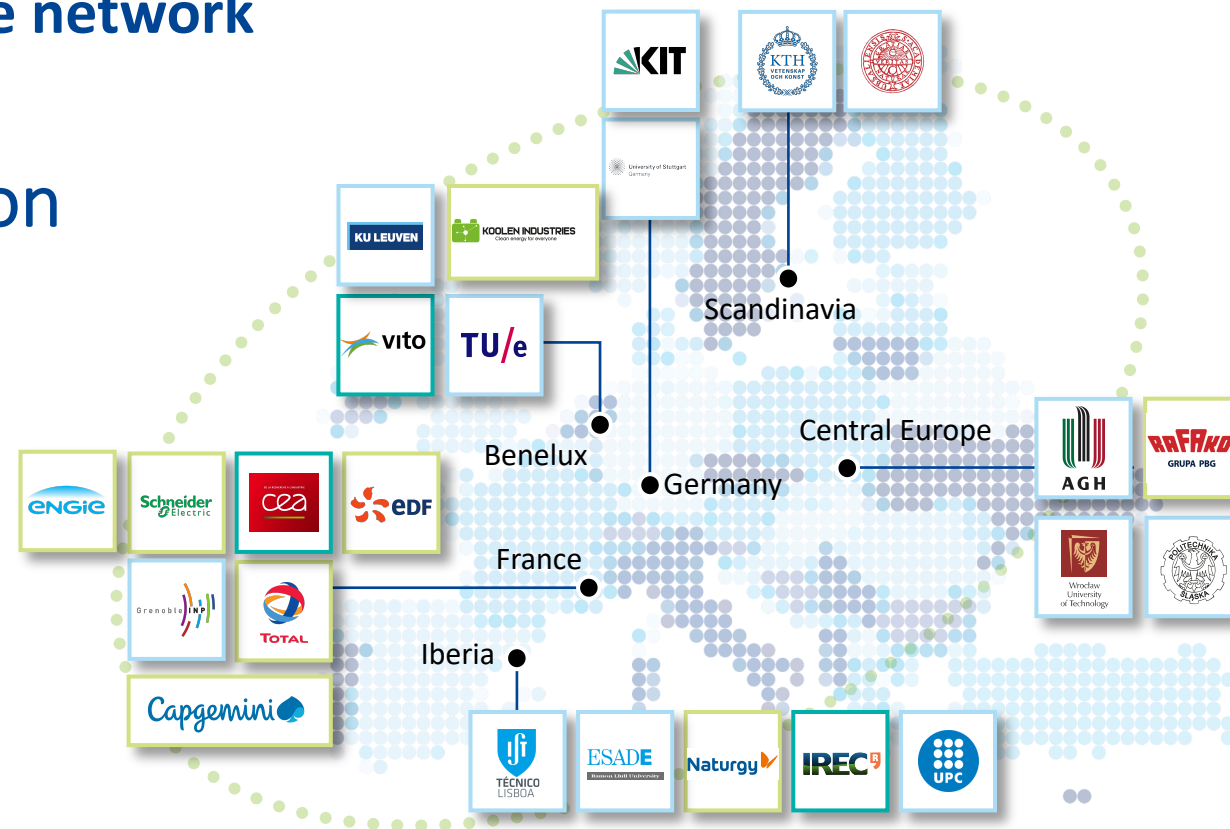 e network
on
KIT
KTH
VETENSKAP
OCH KONST
University of Stuttgart
Germany
KU LEUVEN
KOOLEN INDUSTRIES
Clean energy for everyone
vito
TU/e
Scandinavia
Benelux
Central Europe
Germany
AGH
RAFAKO
GRUPA PBG
ENGIE
Schneider
Electric
cea
eDF
France
Grenoble INP
TOTAL
Wrocław
University
of Technology
POLITECHNIKA
ŚLĄSKA
Iberia
Capgemini
TÉCNICO
LISBOA
ESADE
Ramon Llull University
Naturgy
IREC
UPC